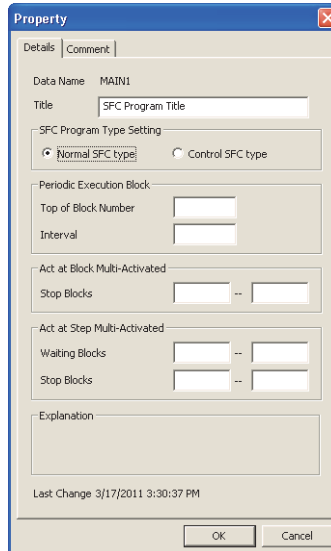 Property
Details Comment
Data Name MAIN1
Title SFC Program Title
SFC Program Type Setting
Normal SFC type Control SFC type
Periodic Execution Block
Top of Block Number
Interval
Act at Block Multi-Activated
Stop Blocks --
Act at Step Multi-Activated
Waiting Blocks --
Stop Blocks --
Explanation
Last Change 3/17/2011 3:30:37 PM
OK Cancel